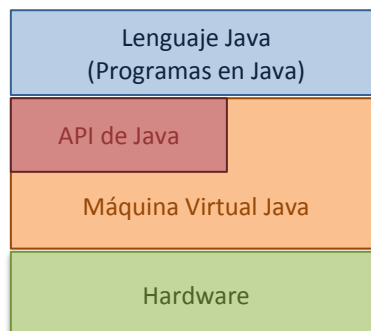 Lenguaje Java
(Programas en Java)
API de Java
Máquina Virtual Java
Hardware